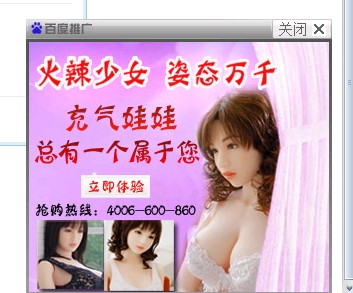 百度推广 关闭 ×
火辣少女 姿态万千
充气娃娃
总有一个属于您
立即体验
抢购热线：4006-600-860